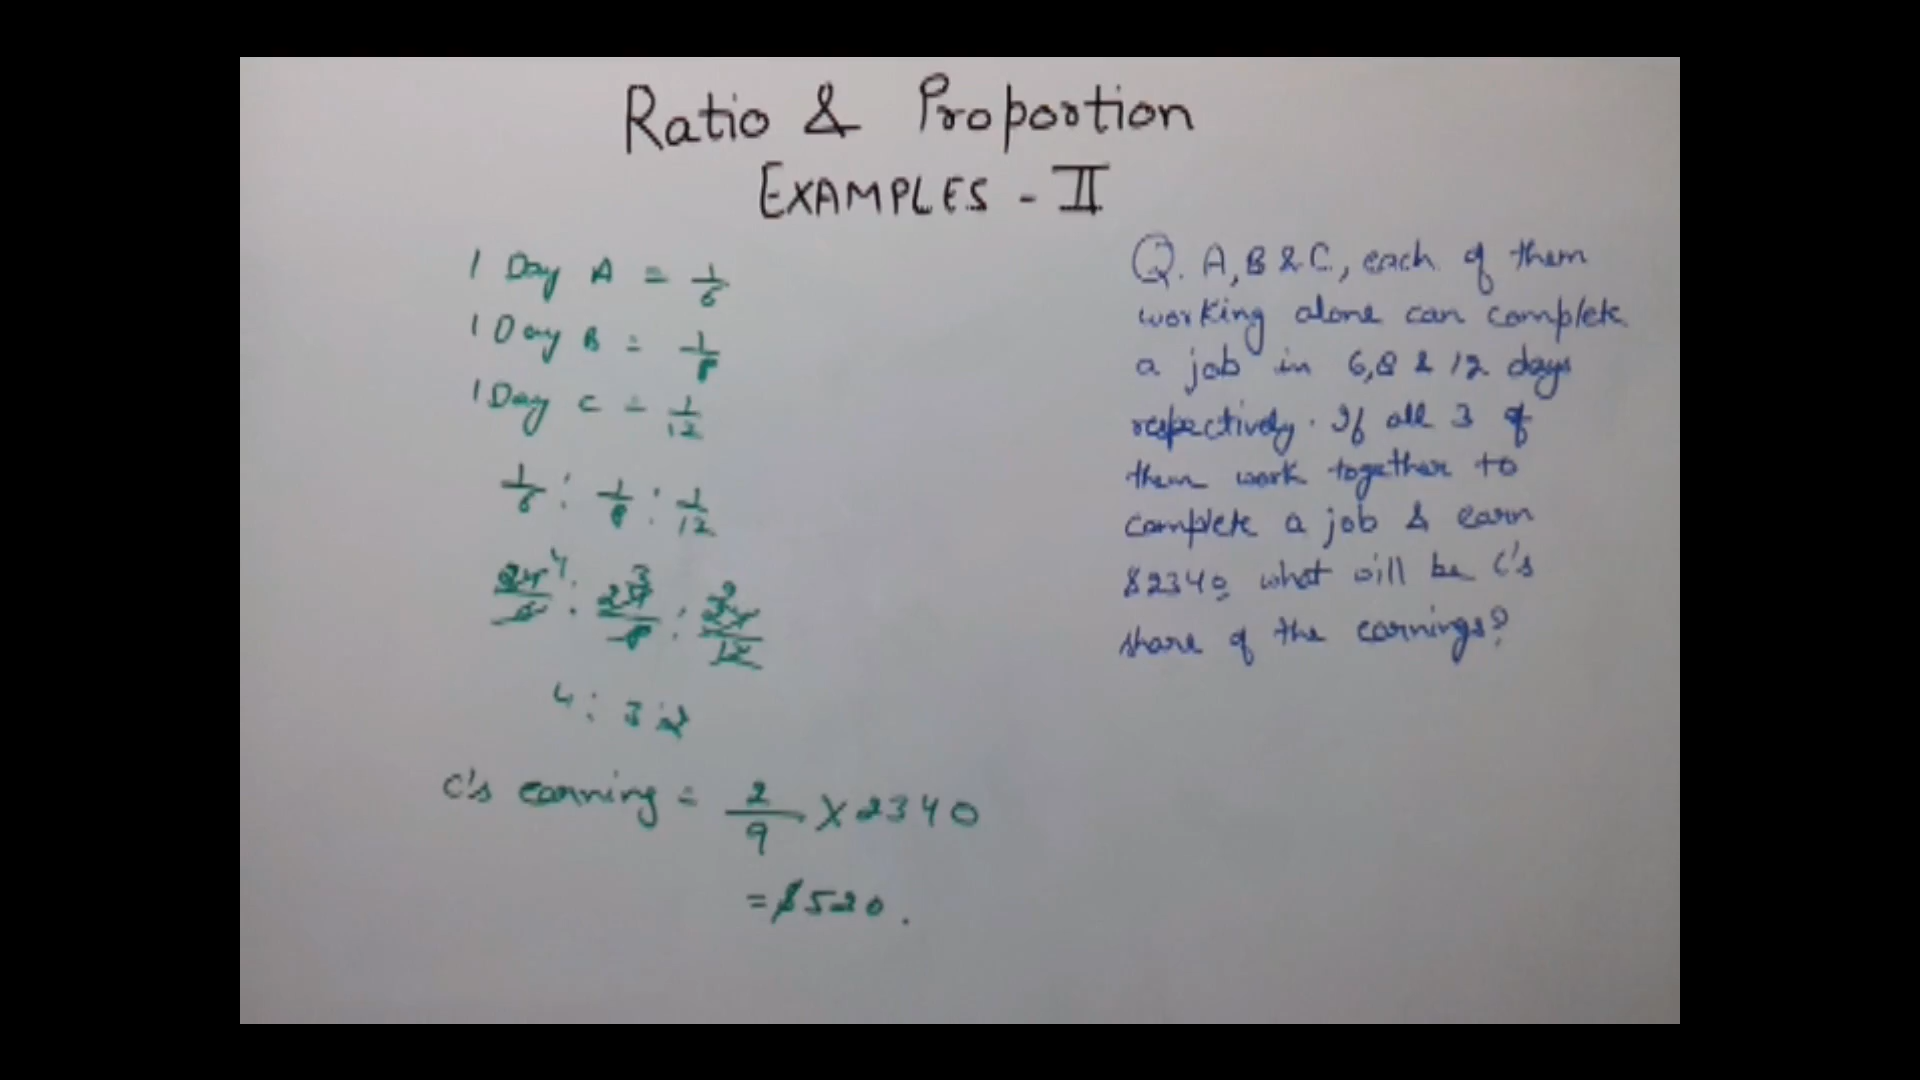 Ratio & Proportion
EXAMPLES - II
1 Day A = 1/6
1 Day B = 1/8
1 Day C = 1/12
1/6 : 1/8 : 1/12
24/6 4 : 24/8 3 : 24/12 2
4 : 3 : 2
C's earning = 2/9 X 2340
= $520.
Q. A, B & C, each of them
working alone can complete
a job in 6, 8 & 12 days
respectively. If all 3 of
them work together to
complete a job & earn
$2340 what will be C's
share of the earnings?